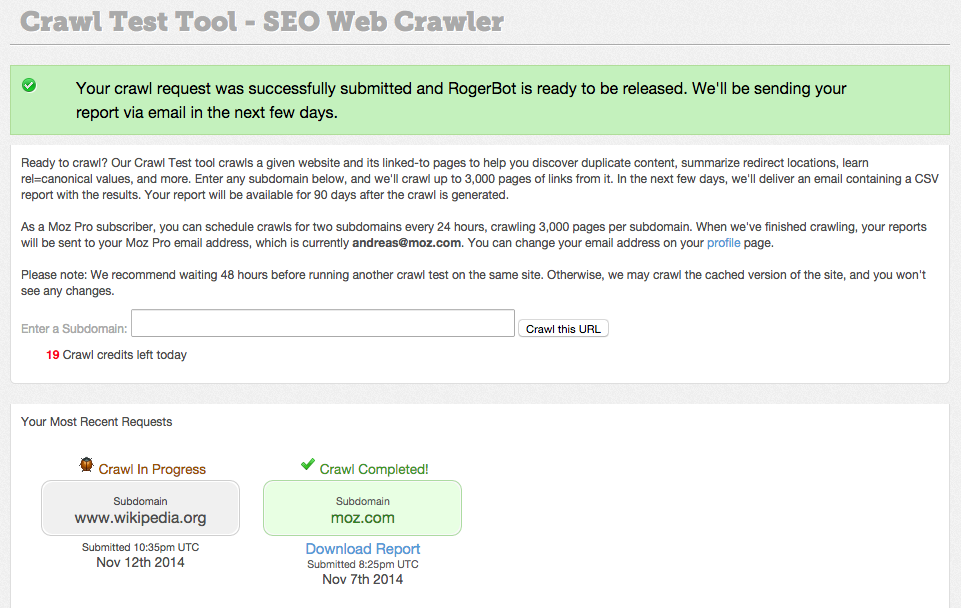 Crawl Test Tool - SEO Web Crawler
Your crawl request was successfully submitted and RogerBot is ready to be released. We'll be sending your
report via email in the next few days.
Ready to crawl? Our Crawl Test tool crawls a given website and its linked-to pages to help you discover duplicate content, summarize redirect locations, learn
rel=canonical values, and more. Enter any subdomain below, and we'll crawl up to 3,000 pages of links from it. In the next few days, we'll deliver an email containing a CSV
report with the results. Your report will be available for 90 days after the crawl is generated.
As a Moz Pro subscriber, you can schedule crawls for two subdomains every 24 hours, crawling 3,000 pages per subdomain. When we've finished crawling, your reports
will be sent to your Moz Pro email address, which is currently andreas@moz.com. You can change your email address on your profile page.
Please note: We recommend waiting 48 hours before running another crawl test on the same site. Otherwise, we may crawl the cached version of the site, and you won't
see any changes.
Enter a Subdomain: Crawl this URL
19 Crawl credits left today
Your Most Recent Requests
Crawl In Progress
Subdomain
www.wikipedia.org
Submitted 10:35pm UTC
Nov 12th 2014
Crawl Completed!
Subdomain
moz.com
Download Report
Submitted 8:25pm UTC
Nov 7th 2014